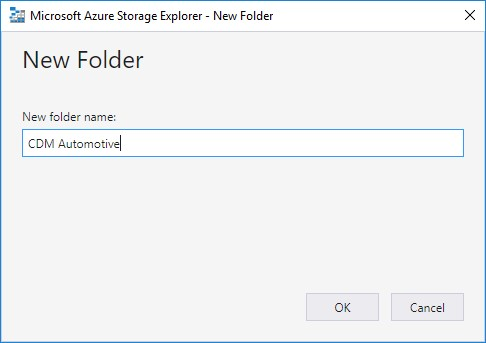 Microsoft Azure Storage Explorer - New Folder
New Folder
New folder name:
CDM Automotive
OK
Cancel